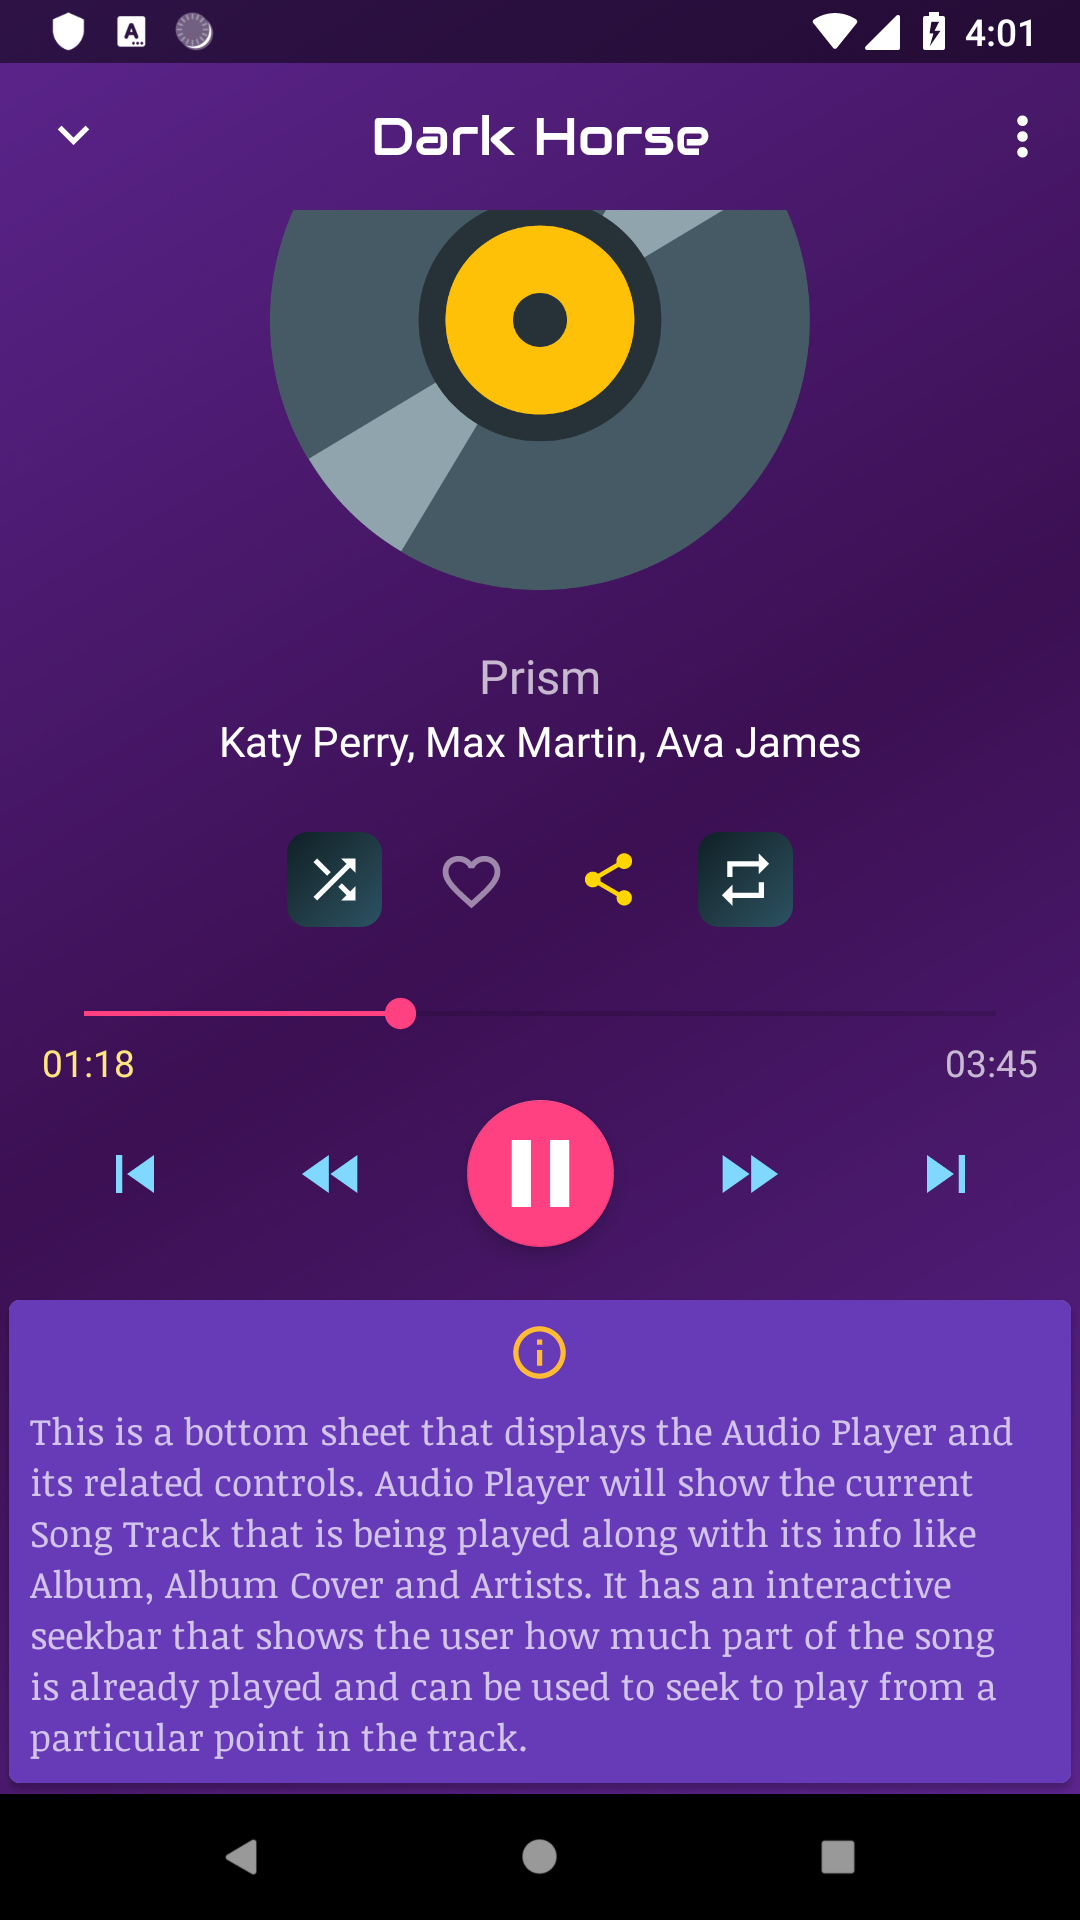 4:01
Dark Horse
Prism
Katy Perry, Max Martin, Ava James
01:18
03:45
This is a bottom sheet that displays the Audio Player and
its related controls. Audio Player will show the current
Song Track that is being played along with its info like
Album, Album Cover and Artists. It has an interactive
seekbar that shows the user how much part of the song
is already played and can be used to seek to play from a
particular point in the track.